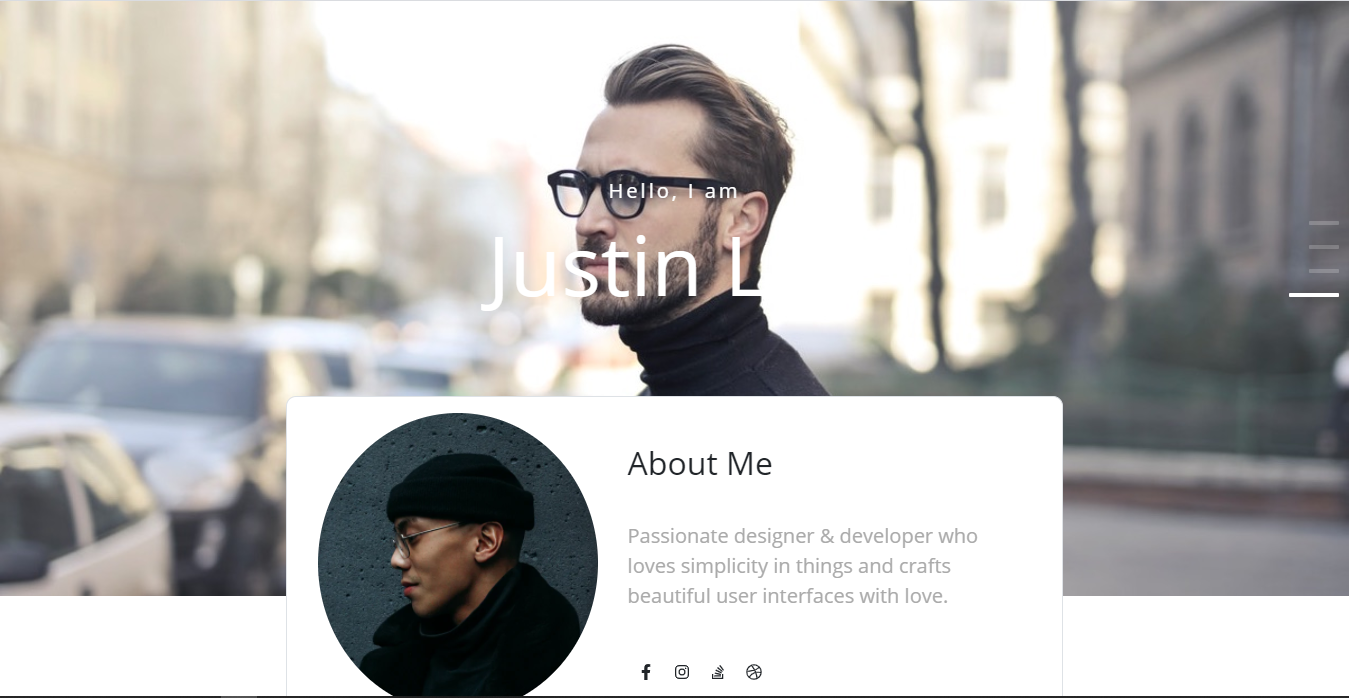 Hello, I am
Justin L
About Me
Passionate designer & developer who
loves simplicity in things and crafts
beautiful user interfaces with love.